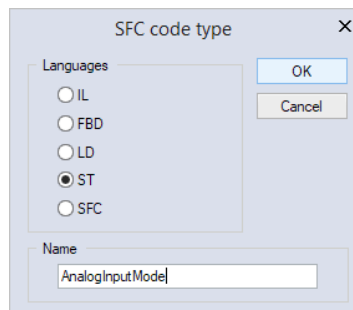 SFC code type
Languages
OK
IL
Cancel
FBD
LD
ST
SFC
Name
AnalogInputMode